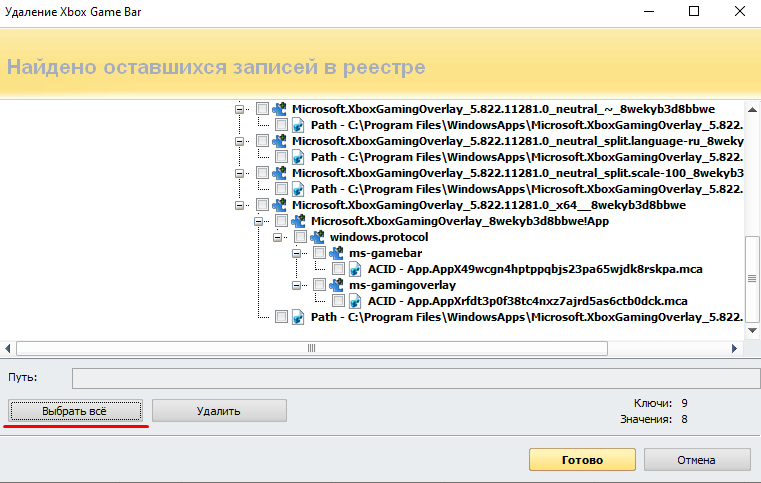 Удаление Xbox Game Bar
Найдено оставшихся записей в реестре
Microsoft.XboxGamingOverlay_5.822.11281.0_neutral_~_8wekyb3d8bbwe
Path - C:\Program Files\WindowsApps\Microsoft.XboxGamingOverlay_5.822.
Microsoft.XboxGamingOverlay_5.822.11281.0_neutral_split.language-ru_8weky
Path - C:\Program Files\WindowsApps\Microsoft.XboxGamingOverlay_5.822.
Microsoft.XboxGamingOverlay_5.822.11281.0_neutral_split.scale-100_8wekyb3
Path - C:\Program Files\WindowsApps\Microsoft.XboxGamingOverlay_5.822.
Microsoft.XboxGamingOverlay_5.822.11281.0_x64__8wekyb3d8bbwe
Microsoft.XboxGamingOverlay_8wekyb3d8bbwe!App
windows.protocol
ms-gamebar
ACID - App.AppX49wcgn4hptppqbjs23pa65wjdk8rskpa.mca
ms-gamingoverlay
ACID - App.AppXrfdt3p0f38tc4nxz7ajrd5as6ctb0dck.mca
Path - C:\Program Files\WindowsApps\Microsoft.XboxGamingOverlay_5.822.
Путь:
Выбрать всё Удалить Ключи: 9
Значения: 8
Готово Отмена